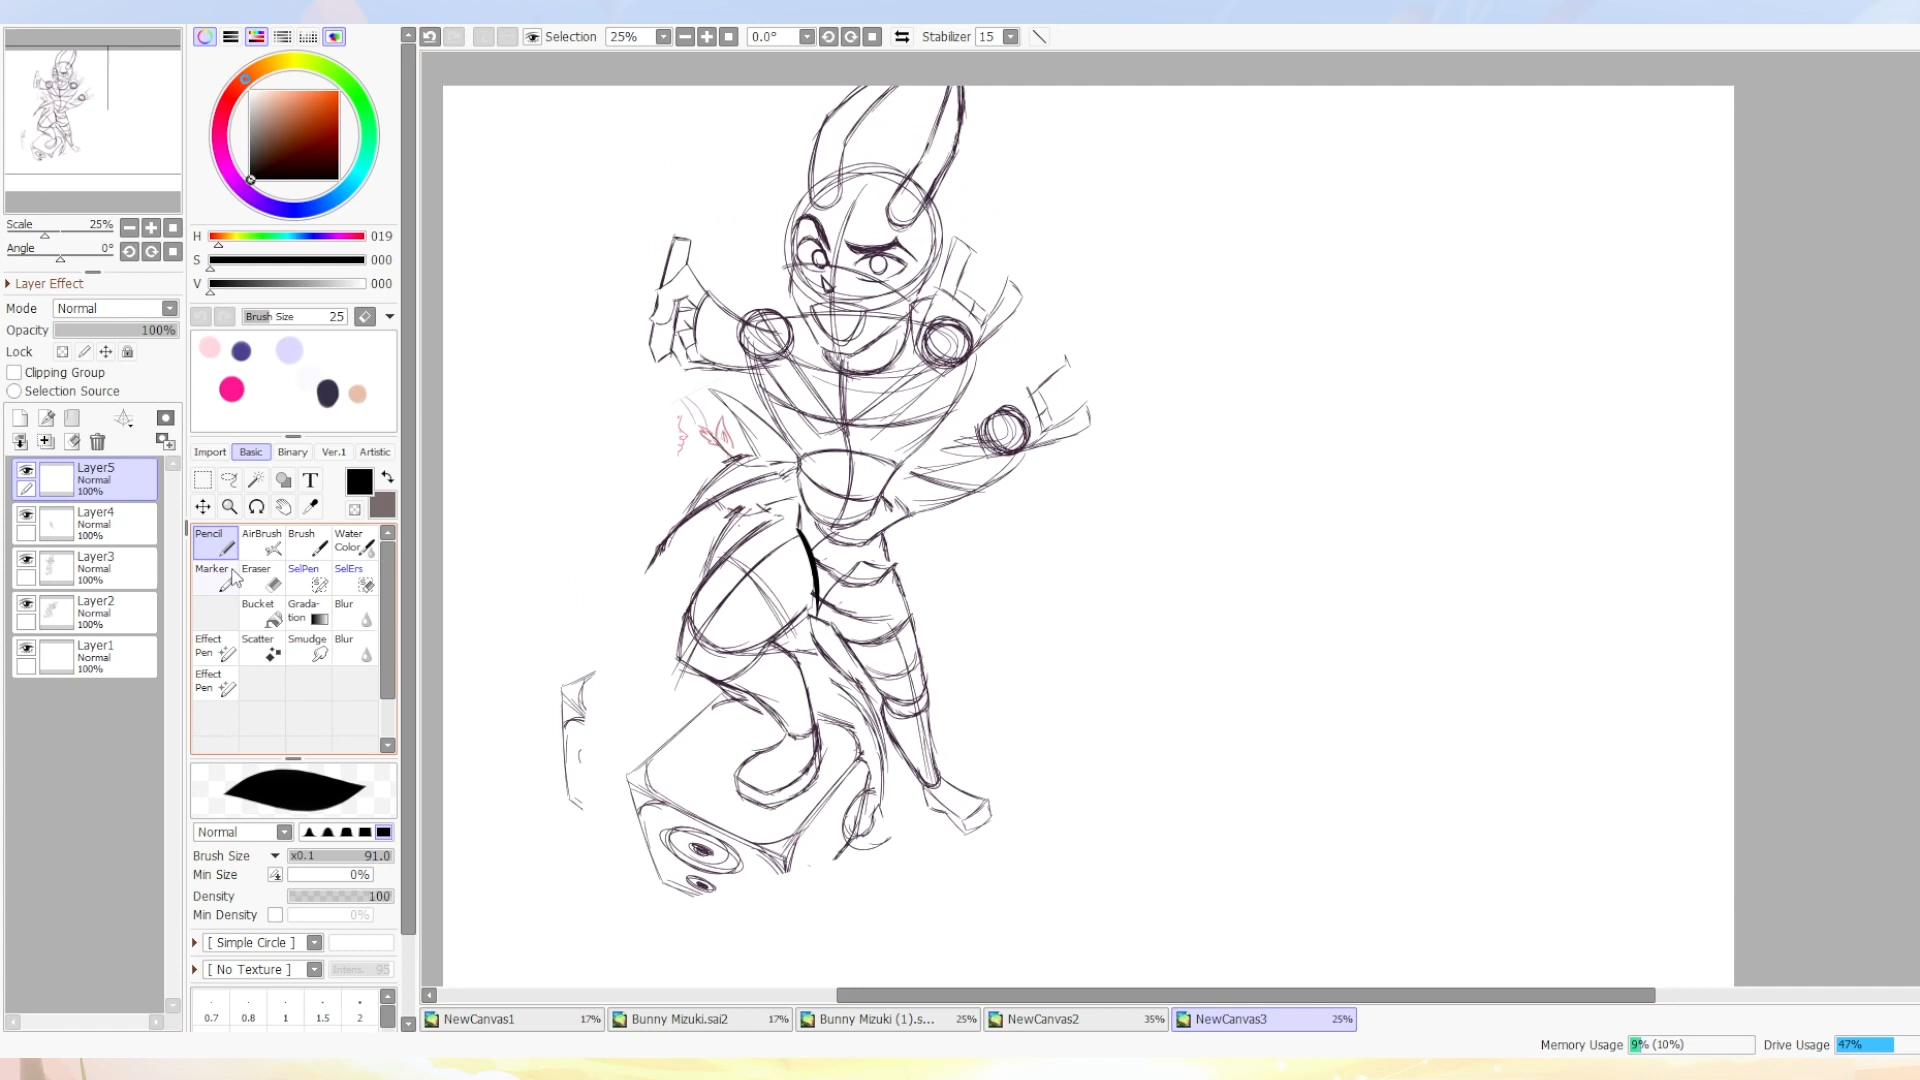 Selection 25% 0.0° Stabilizer 15
Scale 25%
Angle 0°
Layer Effect
Mode Normal
Opacity 100%
Lock
Clipping Group
Selection Source
Layer5
Normal
100%
Layer4
Normal
100%
Layer3
Normal
100%
Layer2
Normal
100%
Layer1
Normal
100%
H 019
S 000
V 000
Brush Size 25
Import Basic Binary Ver.1 Artistic
T
Pencil AirBrush Brush Water Color
Marker Eraser SelPen SelErs
Bucket Grada-tion Blur
Effect Pen Scatter Smudge Blur
Effect Pen
Normal
Brush Size x0.1 91.0
Min Size 0%
Density 100
Min Density 0%
[ Simple Circle ]
[ No Texture ] Intens. 95
0.7 0.8 1 1.5 2
NewCanvas1 17% Bunny Mizuki.sai2 17% Bunny Mizuki (1).s... 25% NewCanvas2 35% NewCanvas3 25%
Memory Usage 9% (10%) Drive Usage 47%